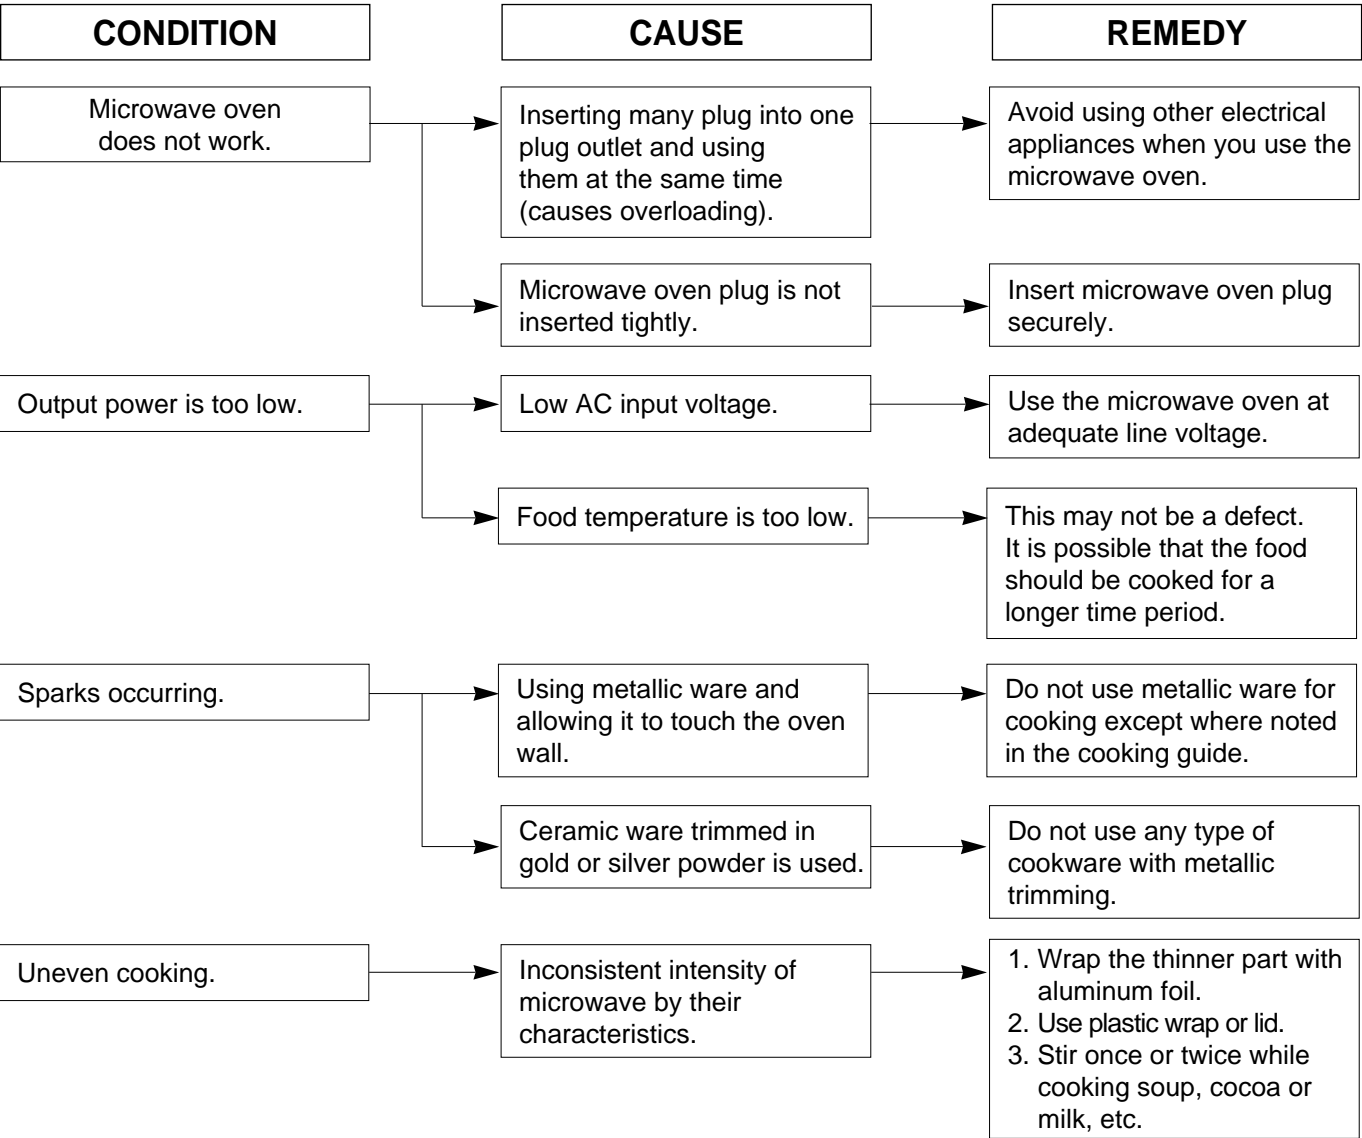 CONDITION
CAUSE
REMEDY
Microwave oven
does not work.
Inserting many plug into one
plug outlet and using
them at the same time
(causes overloading).
Avoid using other electrical
appliances when you use the
microwave oven.
Microwave oven plug is not
inserted tightly.
Insert microwave oven plug
securely.
Output power is too low.
Low AC input voltage.
Use the microwave oven at
adequate line voltage.
Food temperature is too low.
This may not be a defect.
It is possible that the food
should be cooked for a
longer time period.
Sparks occurring.
Using metallic ware and
allowing it to touch the oven
wall.
Do not use metallic ware for
cooking except where noted
in the cooking guide.
Ceramic ware trimmed in
gold or silver powder is used.
Do not use any type of
cookware with metallic
trimming.
Uneven cooking.
Inconsistent intensity of
microwave by their
characteristics.
1. Wrap the thinner part with
aluminum foil.
2. Use plastic wrap or lid.
3. Stir once or twice while
cooking soup, cocoa or
milk, etc.